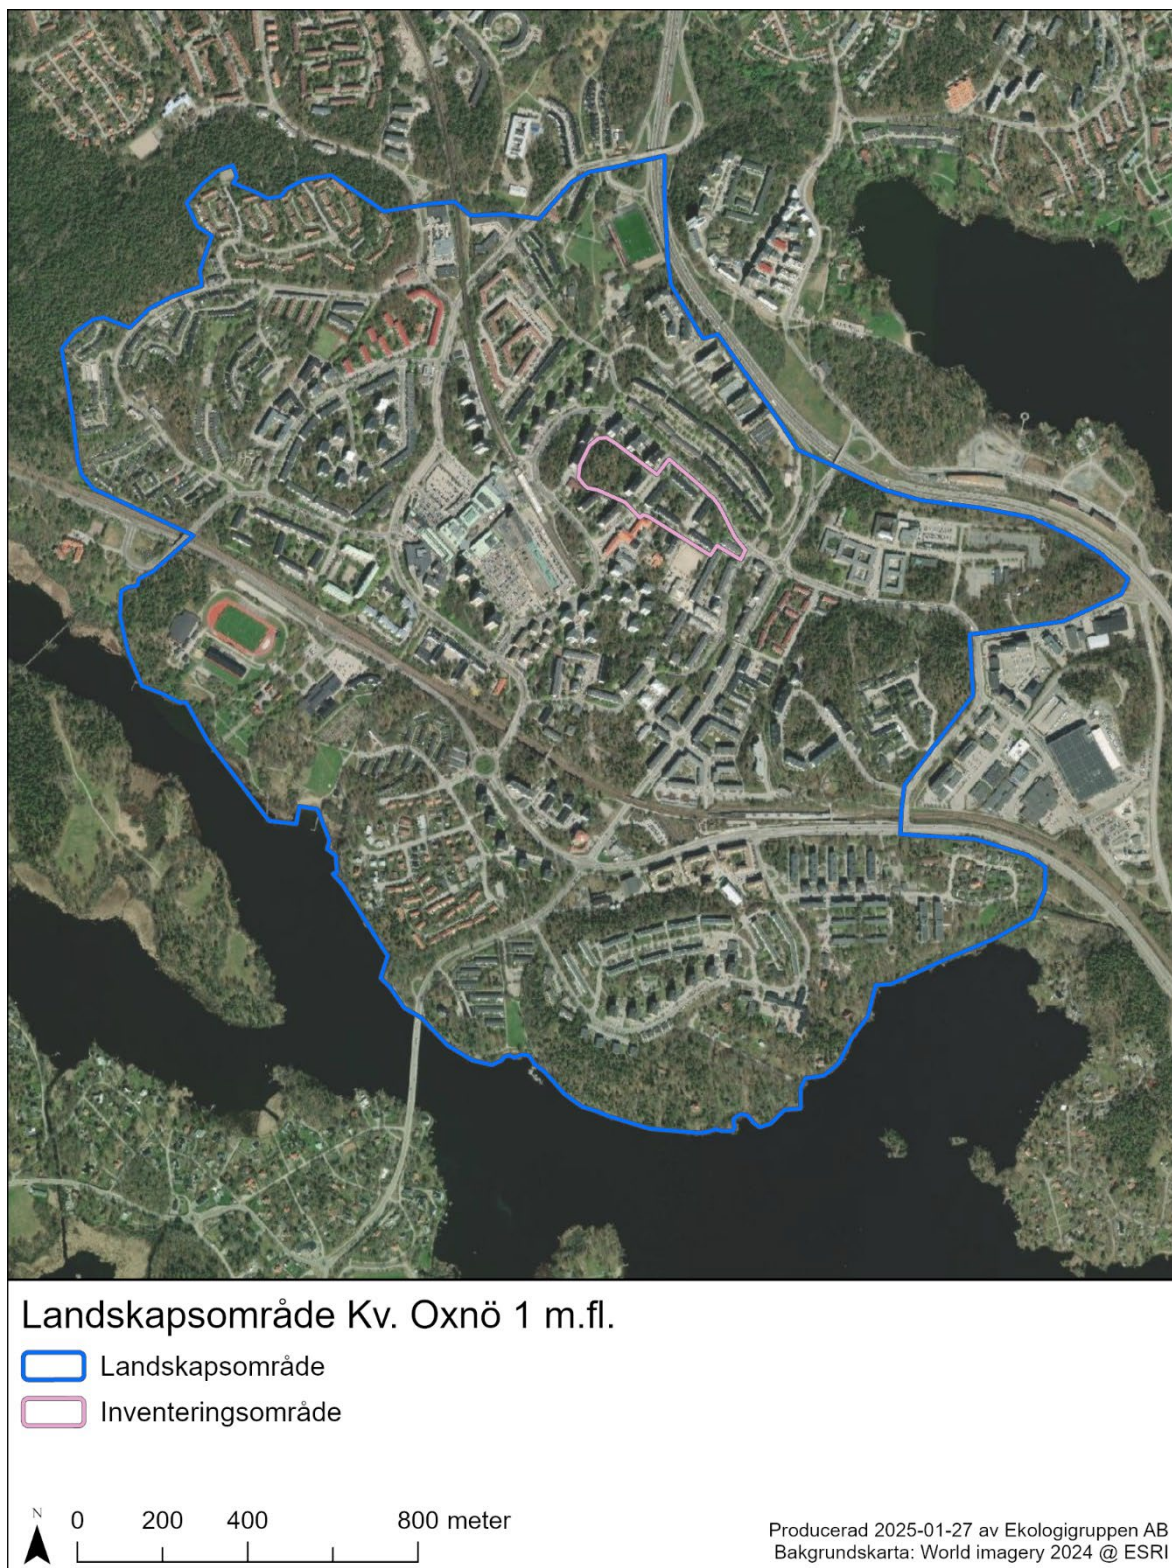 Landskapsområde Kv. Oxnö 1 m.fl.
Landskapsområde
Inventeringsområde
N
0 200 400 800 meter
Producerad 2025-01-27 av Ekologigruppen AB
Bakgrundskarta: World imagery 2024 @ ESRI